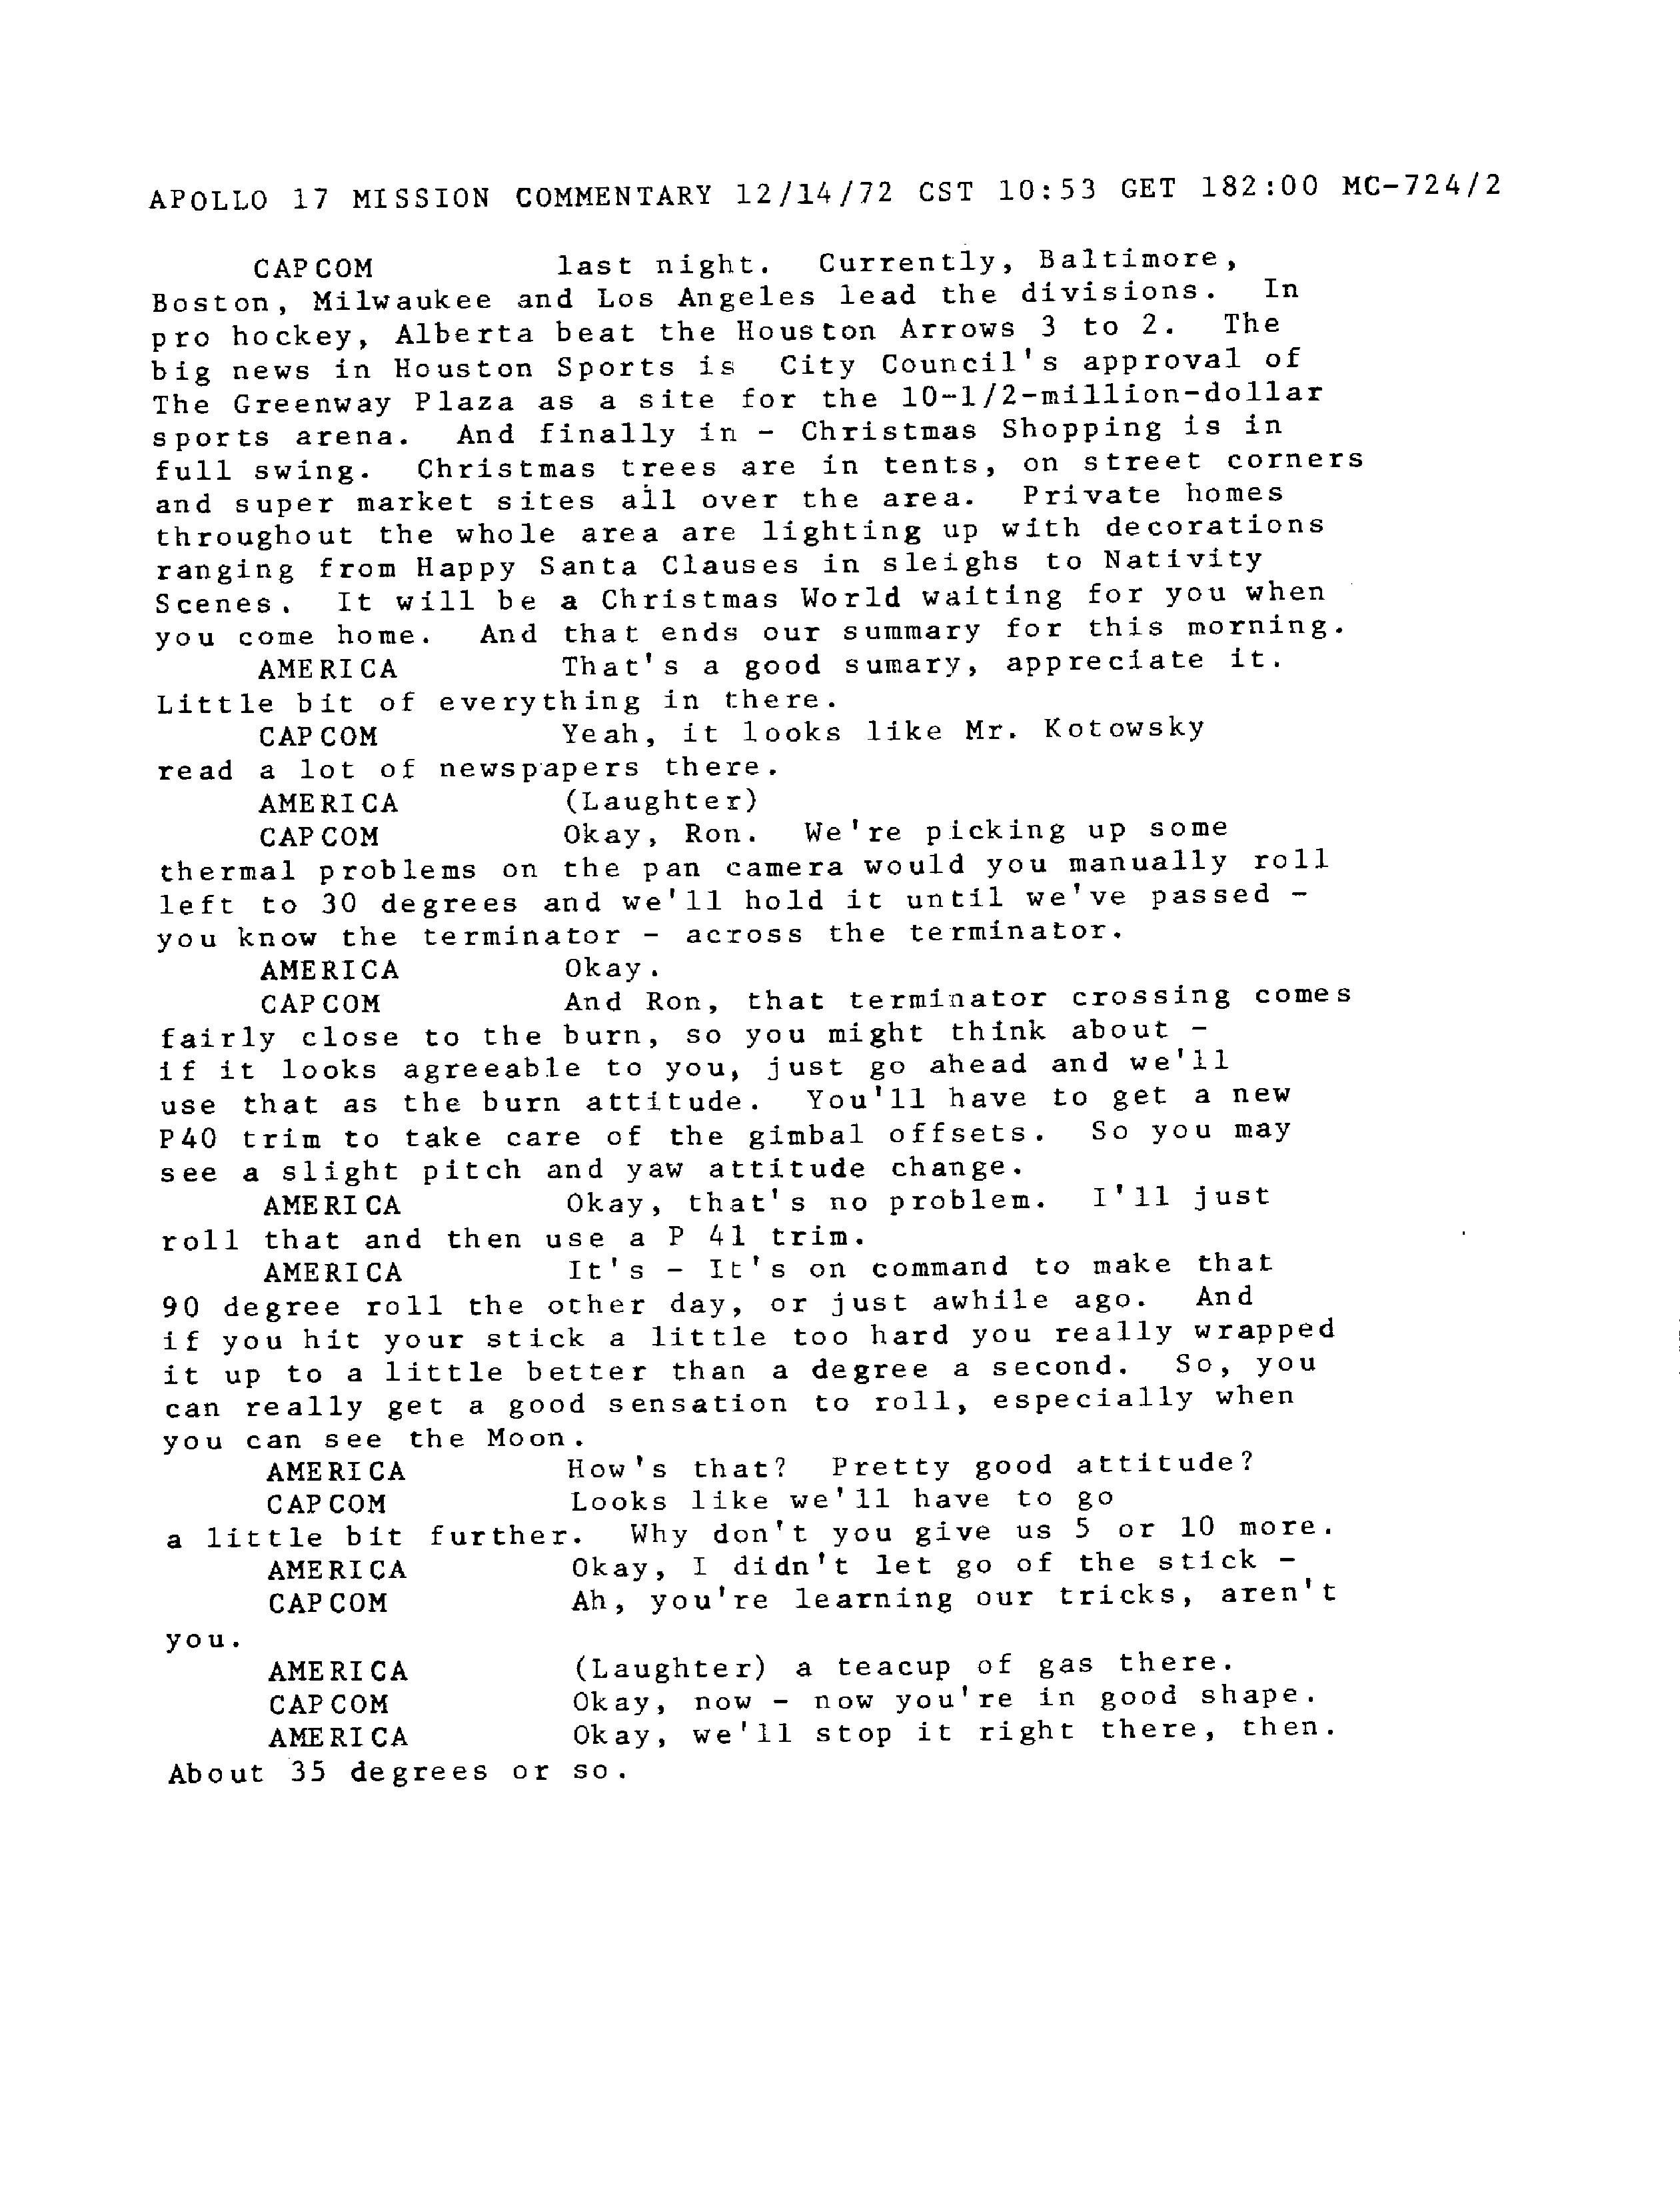 APOLLO 17 MISSION COMMENTARY 12/14/72 CST 10:53 GET 182:00 MC-724/2
CAPCOM last night. Currently, Baltimore,
Boston, Milwaukee and Los Angeles lead the divisions. In
pro hockey, Alberta beat the Houston Arrows 3 to 2. The
big news in Houston Sports is City Council's approval of
The Greenway Plaza as a site for the 10-1/2-million-dollar
sports arena. And finally in - Christmas Shopping is in
full swing. Christmas trees are in tents, on street corners
and super market sites all over the area. Private homes
throughout the whole area are lighting up with decorations
ranging from Happy Santa Clauses in sleighs to Nativity
Scenes. It will be a Christmas World waiting for you when
you come home. And that ends our summary for this morning.
AMERICA That's a good sumary, appreciate it.
Little bit of everything in there.
CAPCOM Yeah, it looks like Mr. Kotowsky
read a lot of newspapers there.
AMERICA (Laughter)
CAPCOM Okay, Ron. We're picking up some
thermal problems on the pan camera would you manually roll
left to 30 degrees and we'll hold it until we've passed -
you know the terminator - across the terminator.
AMERICA Okay.
CAPCOM And Ron, that terminator crossing comes
fairly close to the burn, so you might think about -
if it looks agreeable to you, just go ahead and we'll
use that as the burn attitude. You'll have to get a new
P40 trim to take care of the gimbal offsets. So you may
see a slight pitch and yaw attitude change.
AMERICA Okay, that's no problem. I'll just
roll that and then use a P 41 trim.
AMERICA It's - It's on command to make that
90 degree roll the other day, or just awhile ago. And
if you hit your stick a little too hard you really wrapped
it up to a little better than a degree a second. So, you
can really get a good sensation to roll, especially when
you can see the Moon.
AMERICA How's that? Pretty good attitude?
CAPCOM Looks like we'll have to go
a little bit further. Why don't you give us 5 or 10 more.
AMERICA Okay, I didn't let go of the stick -
CAPCOM Ah, you're learning our tricks, aren't
you.
AMERICA (Laughter) a teacup of gas there.
CAPCOM Okay, now - now you're in good shape.
AMERICA Okay, we'll stop it right there, then.
About 35 degrees or so.